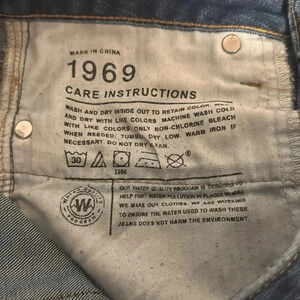 MADE IN CHINA
1969
CARE INSTRUCTIONS
WASH AND DRY INSIDE OUT TO RETAIN COLOR. WASH
AND DRY WITH LIKE COLORS MACHINE WASH COLD
WITH LIKE COLORS ONLY NON-CHLORINE BLEACH
WHEN NEEDED, TUMBLE DRY LOW. WARM IRON IF
NECESSARY. DO NOT DRY CLEAN.
30
1166
W
OUR WATER QUALITY PROGRAM IS DESIGNED TO
HELP FIGHT WATER POLLUTION IN PLACES WHERE
WE MAKE OUR CLOTHES. WE ARE WORKING
TO ENSURE THE WATER USED TO WASH THESE
JEANS DOES NOT HARM THE ENVIRONMENT.